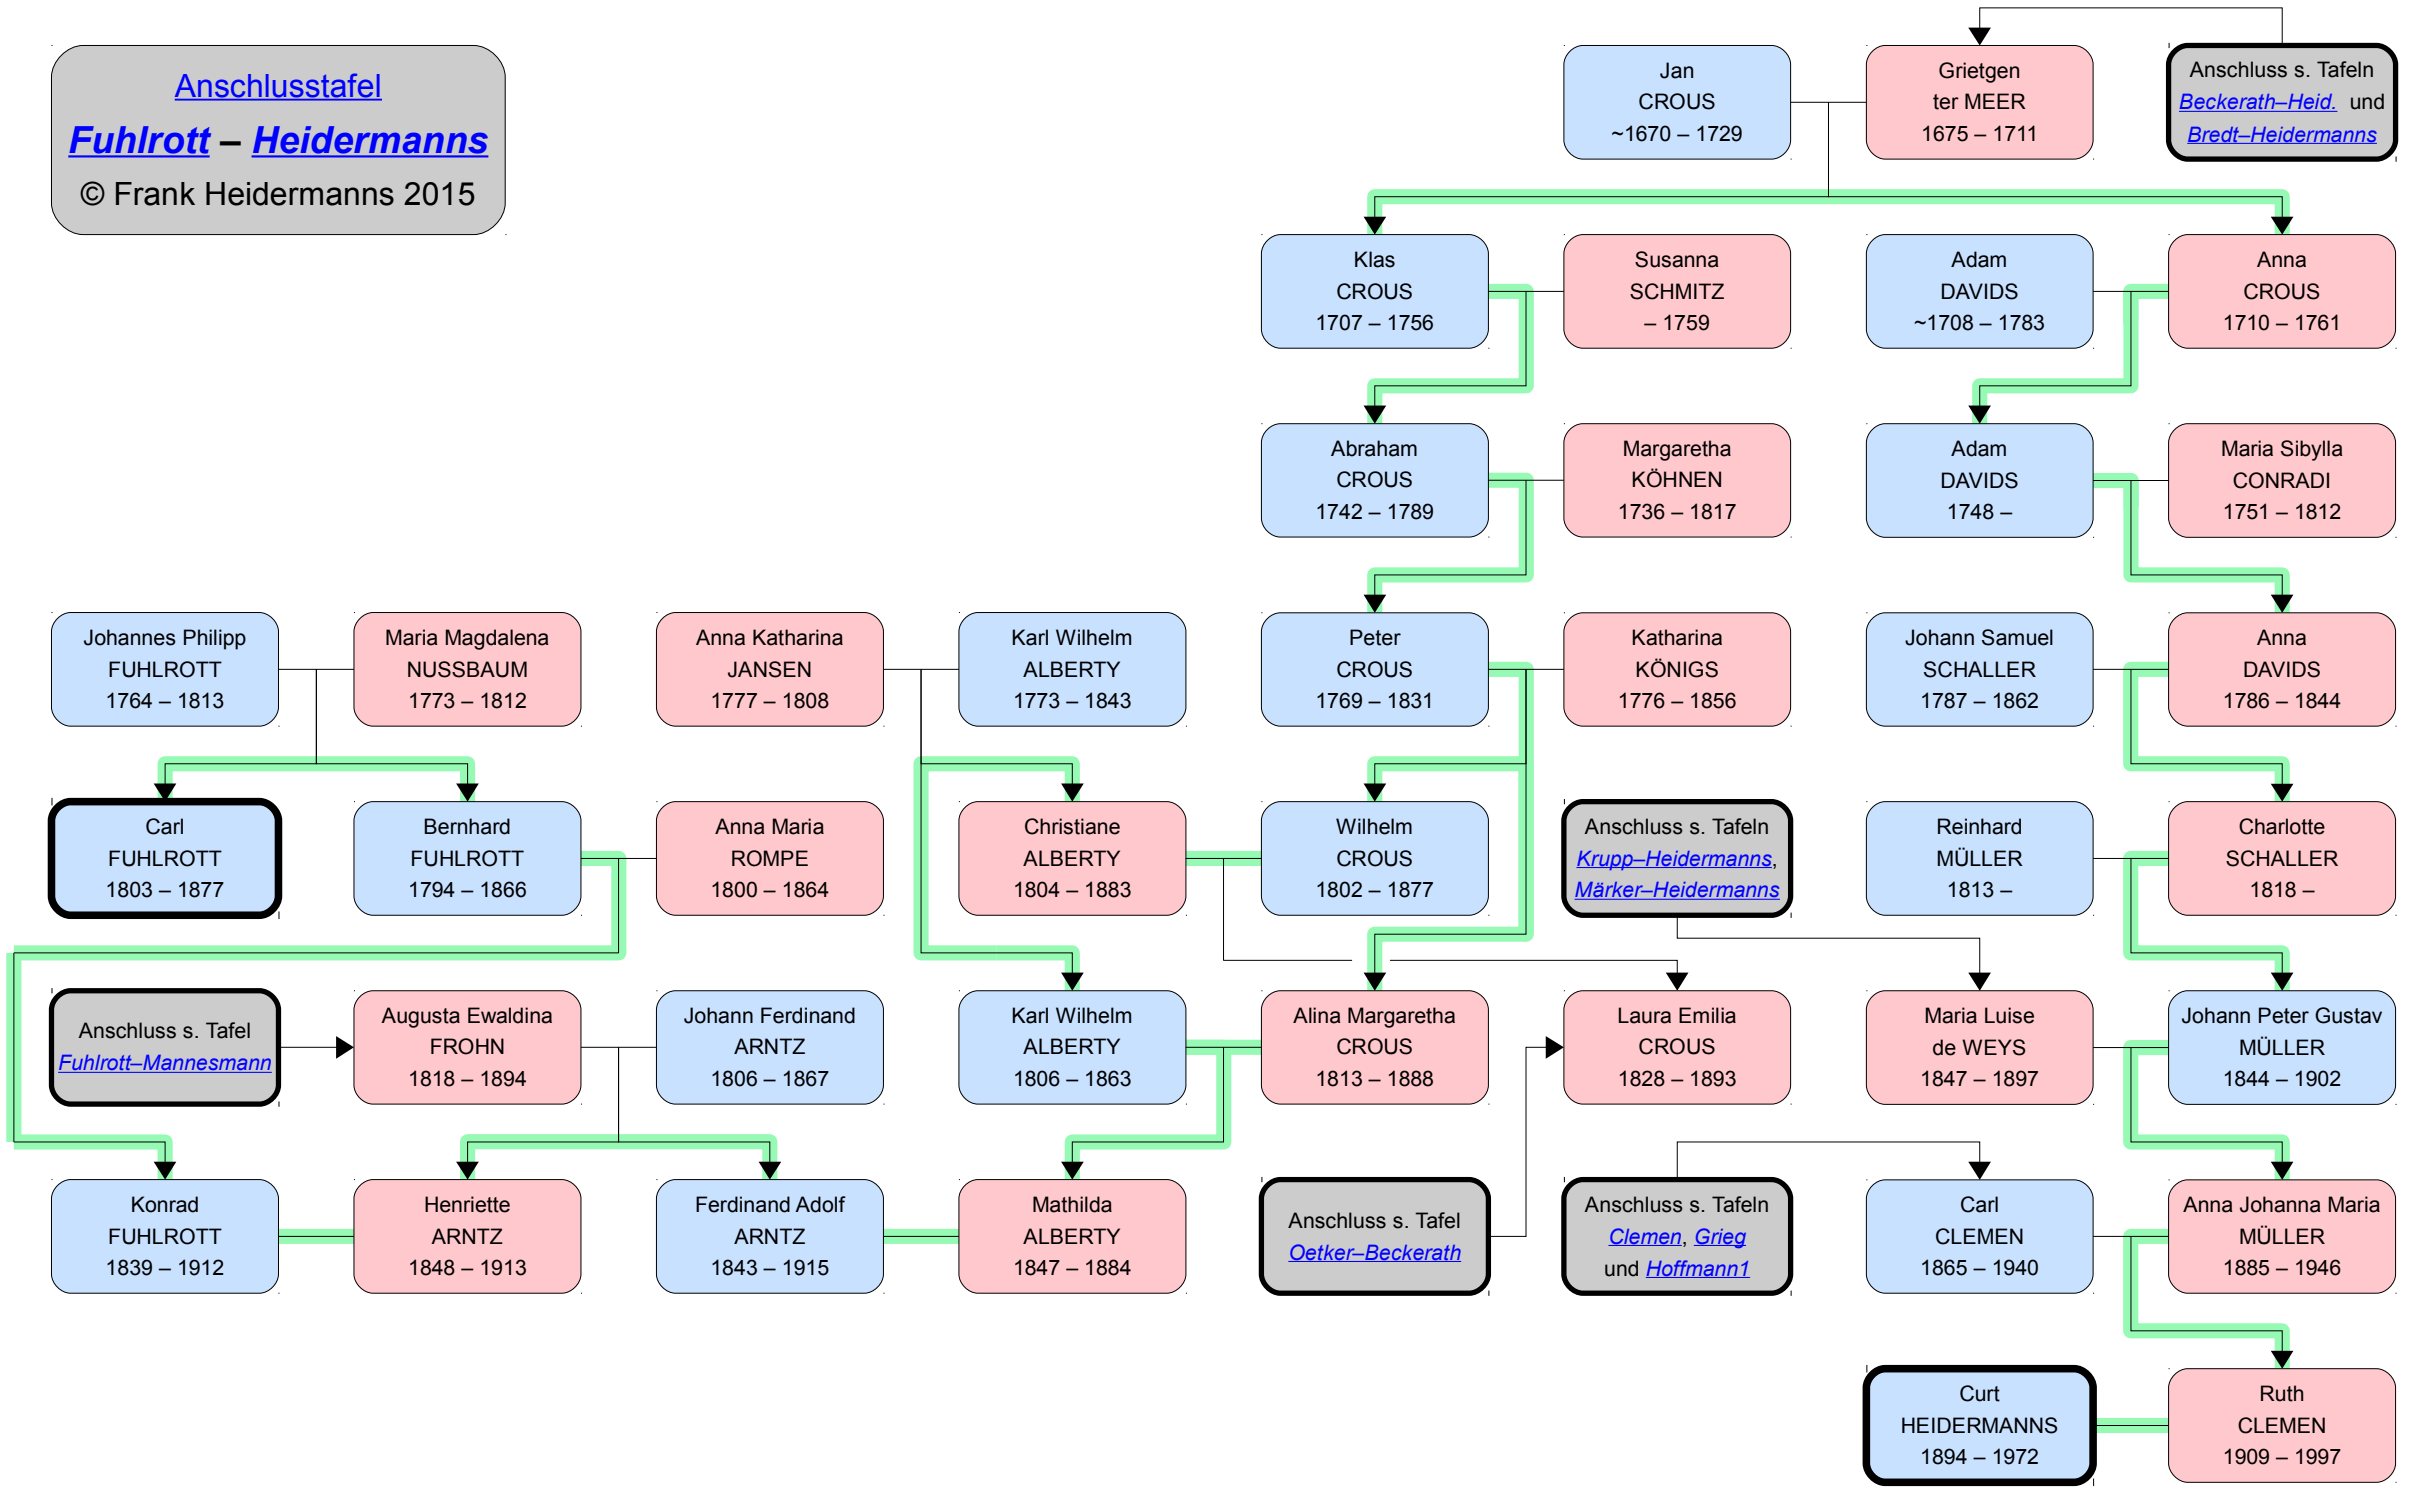 Anschlusstafel
Fuhlrott – Heidermanns
© Frank Heidermanns 2015
Jan
CROUS
~1670 – 1729
Grietgen
ter MEER
1675 – 1711
Anschluss s. Tafeln
Beckerath–Heid. und
Bredt–Heidermanns
Klas
CROUS
1707 – 1756
Susanna
SCHMITZ
– 1759
Adam
DAVIDS
~1708 – 1783
Anna
CROUS
1710 – 1761
Abraham
CROUS
1742 – 1789
Margaretha
KÖHNEN
1736 – 1817
Adam
DAVIDS
1748 –
Maria Sibylla
CONRADI
1751 – 1812
Johannes Philipp
FUHLROTT
1764 – 1813
Maria Magdalena
NUSSBAUM
1773 – 1812
Anna Katharina
JANSEN
1777 – 1808
Karl Wilhelm
ALBERTY
1773 – 1843
Peter
CROUS
1769 – 1831
Katharina
KÖNIGS
1776 – 1856
Johann Samuel
SCHALLER
1787 – 1862
Anna
DAVIDS
1786 – 1844
Carl
FUHLROTT
1803 – 1877
Bernhard
FUHLROTT
1794 – 1866
Anna Maria
ROMPE
1800 – 1864
Christiane
ALBERTY
1804 – 1883
Wilhelm
CROUS
1802 – 1877
Anschluss s. Tafeln
Krupp–Heidermanns,
Märker–Heidermanns
Reinhard
MÜLLER
1813 –
Charlotte
SCHALLER
1818 –
Anschluss s. Tafel
Fuhlrott–Mannesmann
Augusta Ewaldina
FROHN
1818 – 1894
Johann Ferdinand
ARNTZ
1806 – 1867
Karl Wilhelm
ALBERTY
1806 – 1863
Alina Margaretha
CROUS
1813 – 1888
Laura Emilia
CROUS
1828 – 1893
Maria Luise
de WEYS
1847 – 1897
Johann Peter Gustav
MÜLLER
1844 – 1902
Konrad
FUHLROTT
1839 – 1912
Henriette
ARNTZ
1848 – 1913
Ferdinand Adolf
ARNTZ
1843 – 1915
Mathilda
ALBERTY
1847 – 1884
Anschluss s. Tafel
Oetker–Beckerath
Anschluss s. Tafeln
Clemen, Grieg
und Hoffmann1
Carl
CLEMEN
1865 – 1940
Anna Johanna Maria
MÜLLER
1885 – 1946
Curt
HEIDERMANNS
1894 – 1972
Ruth
CLEMEN
1909 – 1997